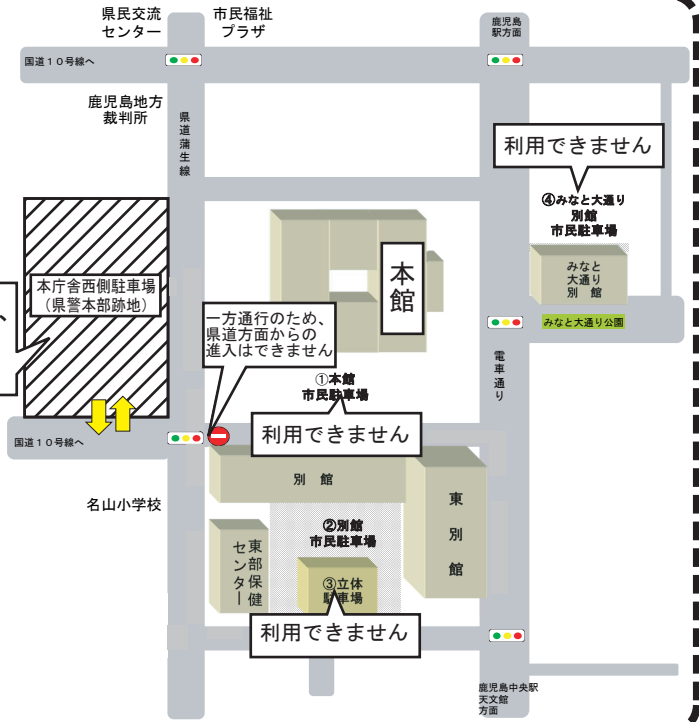 県民交流
センター
市民福祉
プラザ
鹿児島
駅方面
国道10号線へ
鹿児島地方
裁判所
県道蒲生線
利用できません
④みなと大通り
別館
市民駐車場
みなと
大通り
別館
みなと大通り公園
本館
本庁舎西側駐車場
(県警本部跡地)
、
一方通行のため、
県道方面からの
進入はできません
電車通り
①本館
市民駐車場
利用できません
国道10号線へ
別館
名山小学校
東別館
②別館
市民駐車場
東部保健
センター
③立体
駐車場
利用できません
鹿児島中央駅
天文館
方面